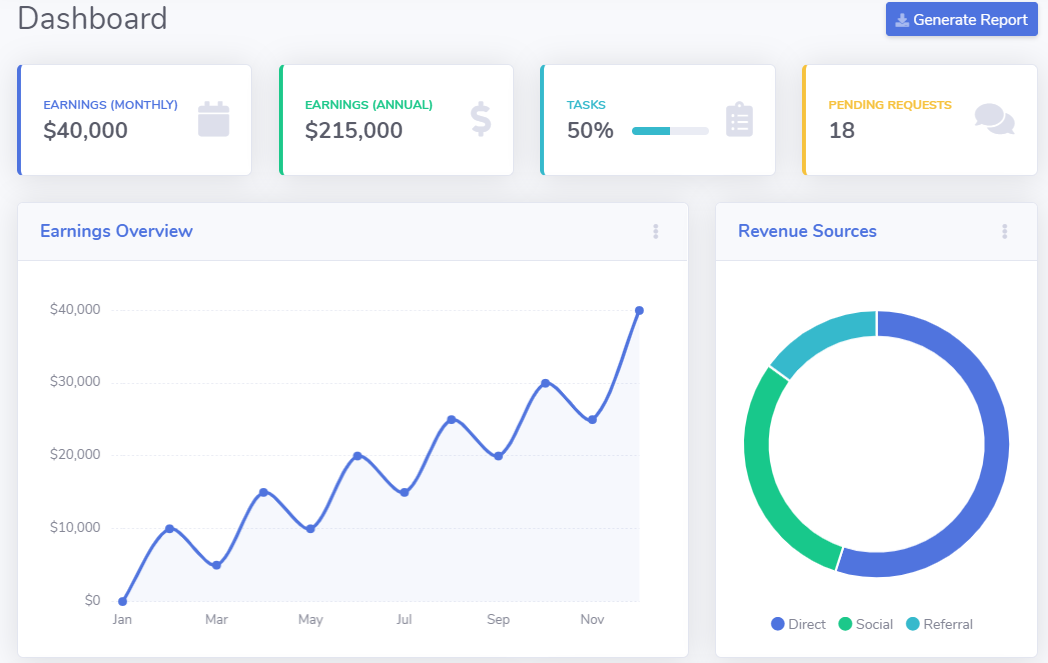 Dashboard
Generate Report
EARNINGS (MONTHLY)
$40,000
EARNINGS (ANNUAL)
$215,000
TASKS
50%
PENDING REQUESTS
18
Earnings Overview
$40,000
$30,000
$20,000
$10,000
$0
Jan Mar May Jul Sep Nov
Revenue Sources
Direct Social Referral